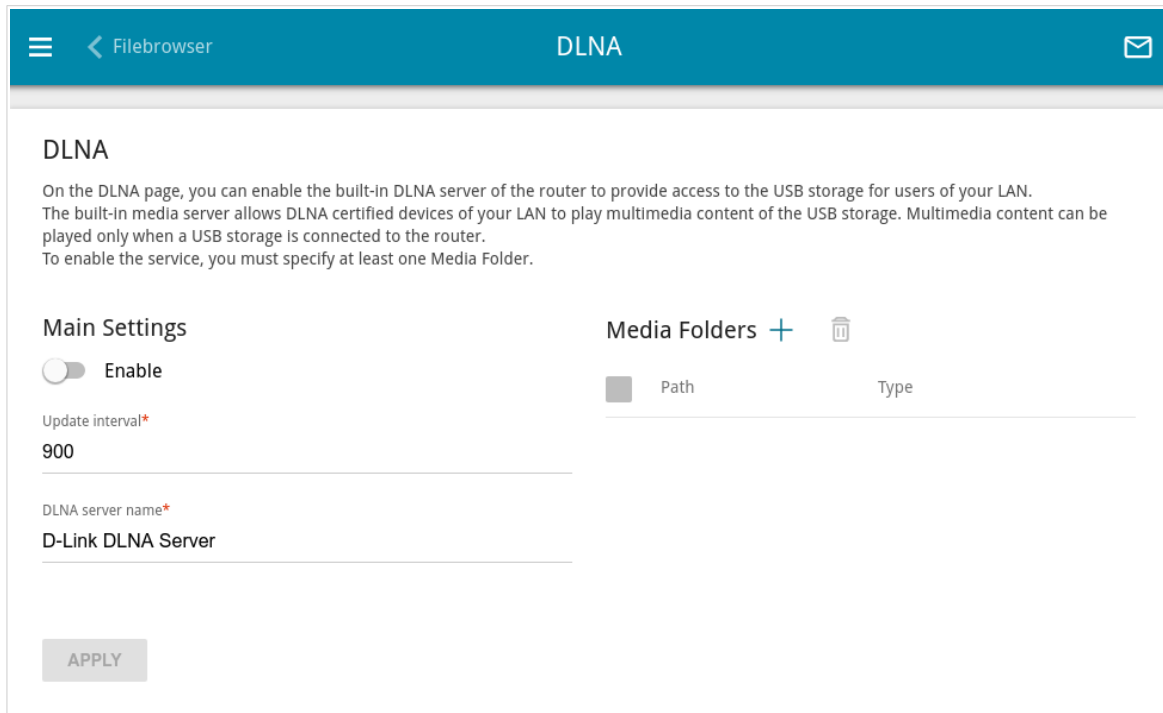 Filebrowser
DLNA
DLNA
On the DLNA page, you can enable the built-in DLNA server of the router to provide access to the USB storage for users of your LAN.
The built-in media server allows DLNA certified devices of your LAN to play multimedia content of the USB storage. Multimedia content can be
played only when a USB storage is connected to the router.
To enable the service, you must specify at least one Media Folder.
Main Settings
Enable
Update interval*
900
DLNA server name*
D-Link DLNA Server
APPLY
Media Folders
Path
Type